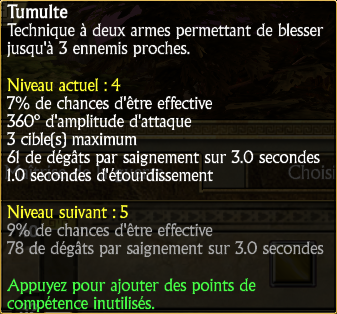 Tumulte
Technique à deux armes permettant de blesser
jusqu'à 3 ennemis proches.
Niveau actuel : 4
7% de chances d'être effective
360° d'amplitude d'attaque
3 cible(s) maximum
61 de dégâts par saignement sur 3.0 secondes
1.0 secondes d'étourdissement
Choisi
Niveau suivant : 5
9% de chances d'être effective
78 de dégâts par saignement sur 3.0 secondes
Appuyez pour ajouter des points de
compétence inutilisés.